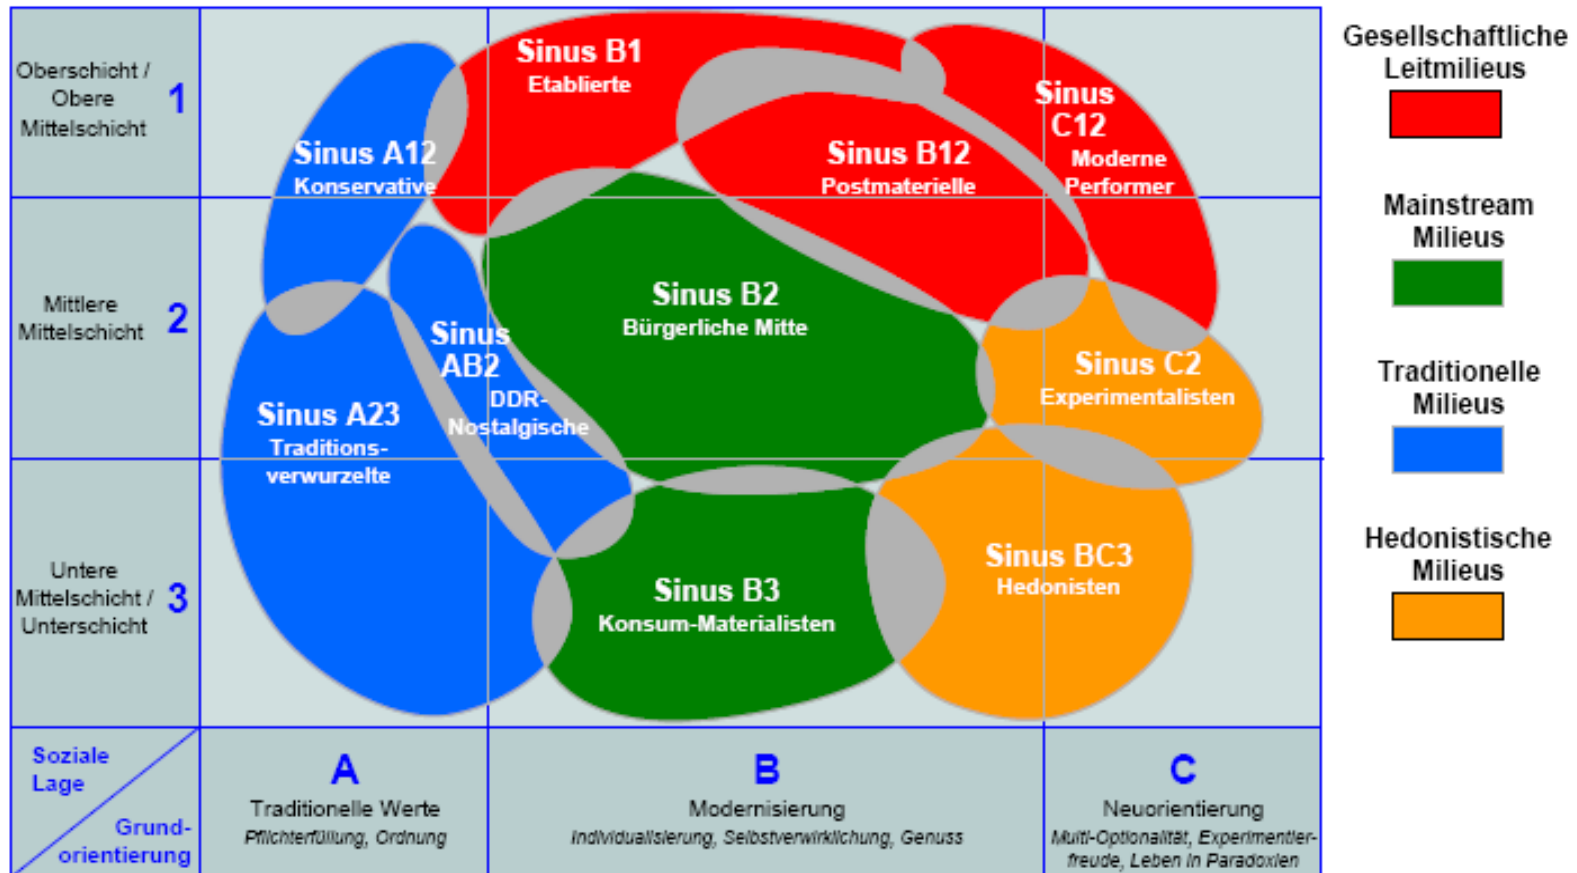 Oberschicht /
Obere
Mittelschicht
1
Mittlere
Mittelschicht
2
Untere
Mittelschicht /
Unterschicht
3
Sinus B1
Etablierte
Sinus A12
Konservative
Sinus B12
Postmaterielle
Sinus
C12
Moderne
Performer
Sinus B2
Bürgerliche Mitte
Sinus
AB2
DDR-
Nostalgische
Sinus A23
Traditions-
verwurzelte
Sinus C2
Experimentalisten
Sinus B3
Konsum-Materialisten
Sinus BC3
Hedonisten
Gesellschaftliche
Leitmilieus
Mainstream
Milieus
Traditionelle
Milieus
Hedonistische
Milieus
Soziale
Lage
Grund-
orientierung
A
Traditionelle Werte
Pflichterfüllung, Ordnung
B
Modernisierung
Individualisierung, Selbstverwirklichung, Genuss
C
Neuorientierung
Multi-Optionalität, Experimentier-
freude, Leben in Paradoxien